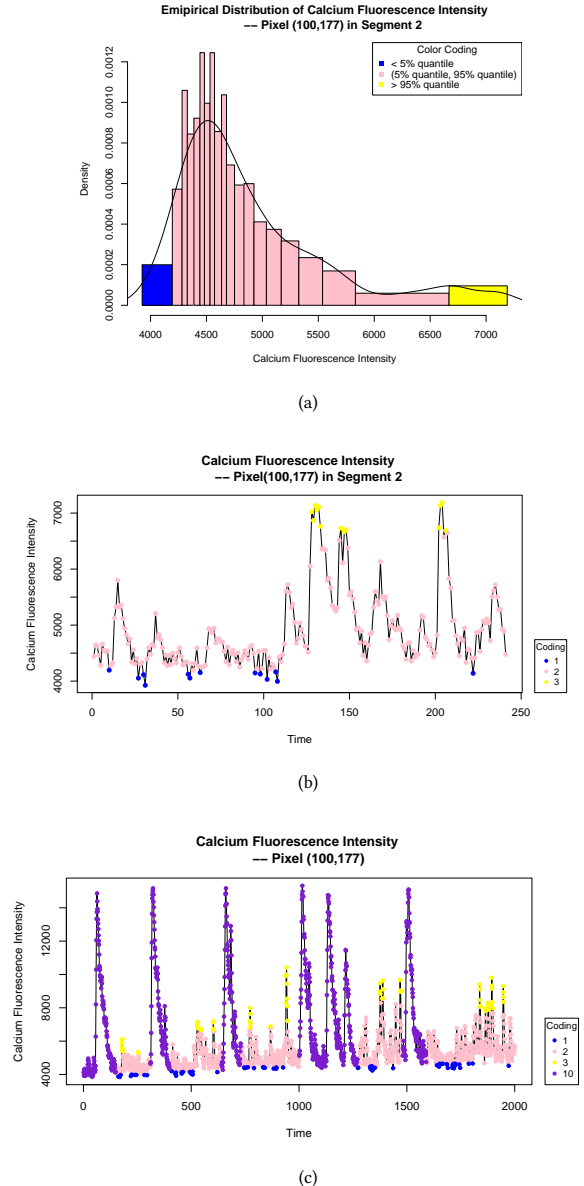 Emipirical Distribution of Calcium Fluorescence Intensity
−− Pixel (100,177) in Segment 2
Color Coding
< 5% quantile
(5% quantile, 95% quantile)
> 95% quantile
Density
0.0000 0.0002 0.0004 0.0006 0.0008 0.0010 0.0012
4000 4500 5000 5500 6000 6500 7000
Calcium Fluorescence Intensity
(a)
Calcium Fluorescence Intensity
−− Pixel(100,177) in Segment 2
Calcium Fluorescence Intensity
4000 5000 6000 7000
0 50 100 150 200 250
Time
Coding
1
2
3
(b)
Calcium Fluorescence Intensity
−− Pixel (100,177)
Calcium Fluorescence Intensity
4000 8000 12000
0 500 1000 1500 2000
Time
Coding
1
2
3
10
(c)